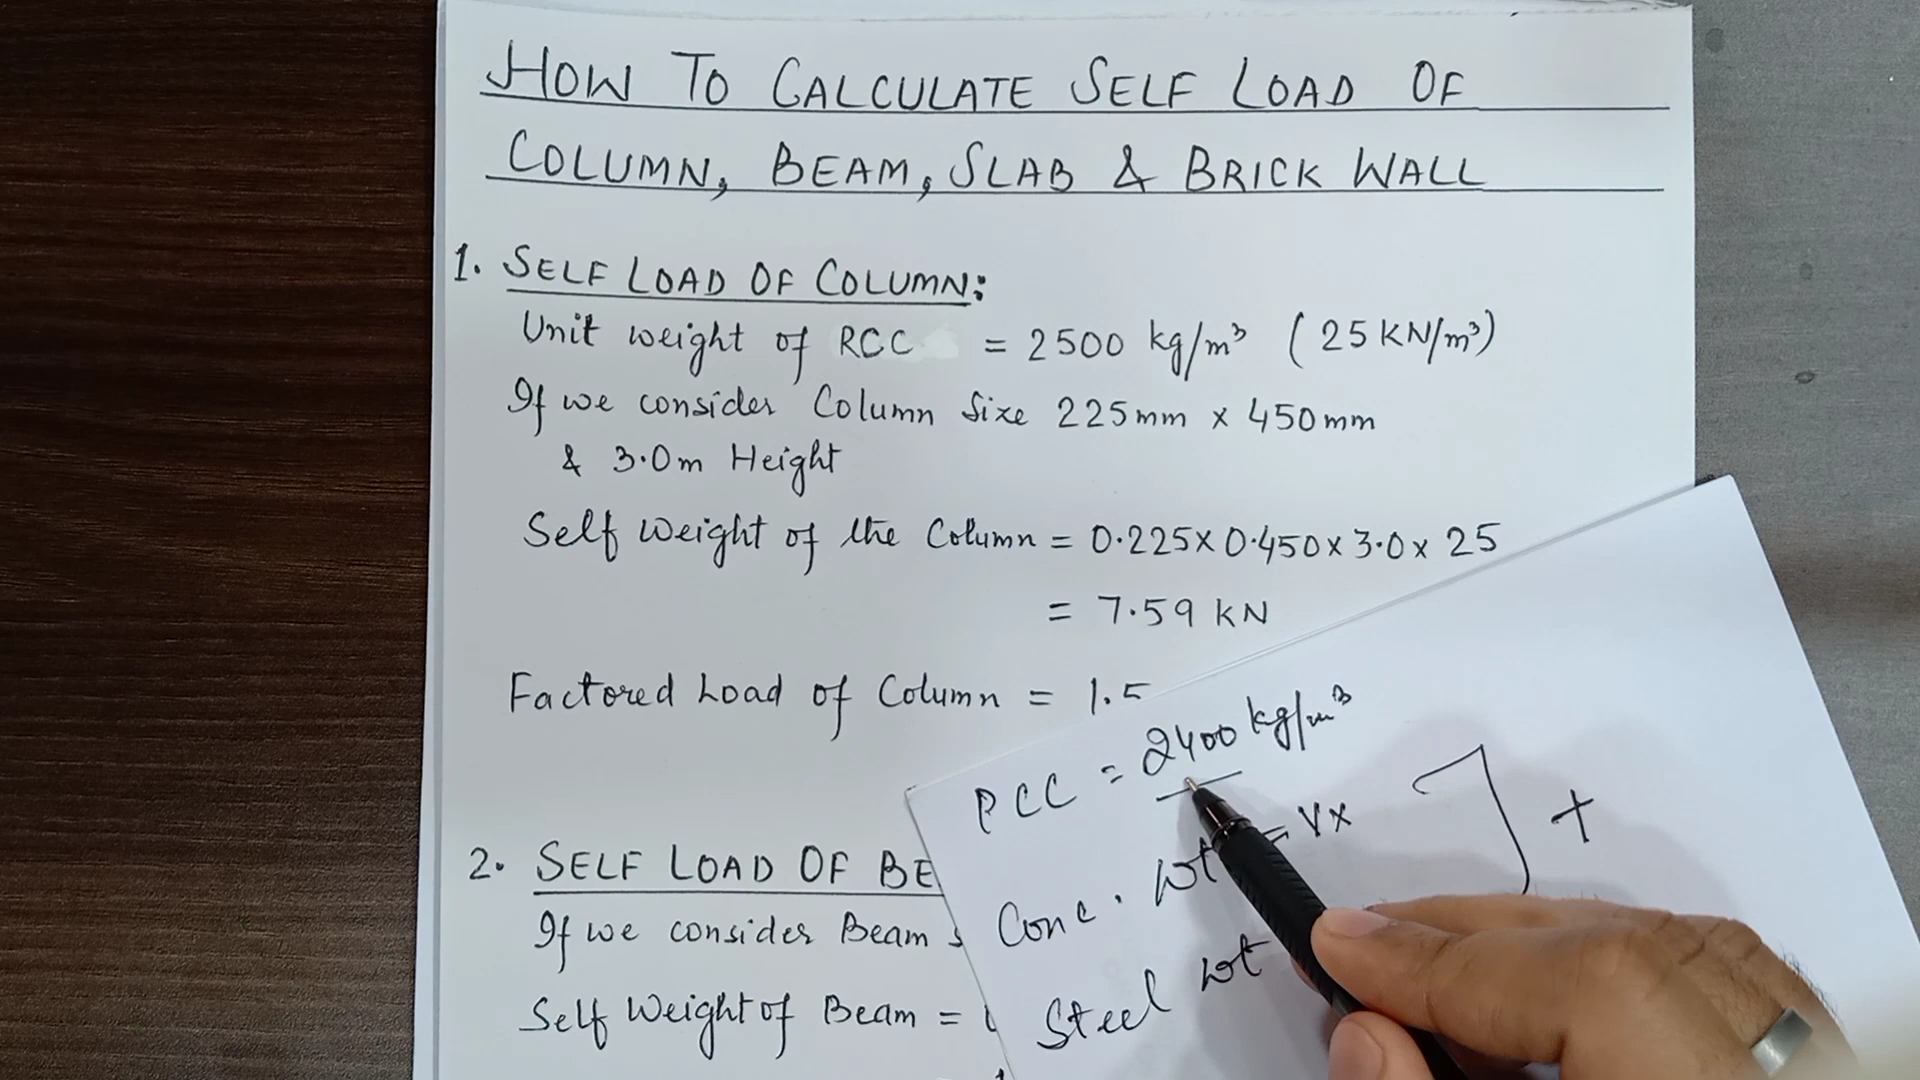 HOW TO CALCULATE SELF LOAD OF
COLUMN, BEAM, SLAB & BRICK WALL
1. SELF LOAD OF COLUMN:
Unit weight of RCC = 2500 kg/m³ (25 KN/m³)
If we consider Column Size 225mm x 450mm
& 3.0m Height
Self Weight of the Column = 0.225 x 0.450 x 3.0 x 25
= 7.59 KN
Factored Load of Column = 1.5
2. SELF LOAD OF BE
If we consider Beam s
Self Weight of Beam =
PCC = 2400 kg/m³
Conc. wt = V x
Steel wt
] +